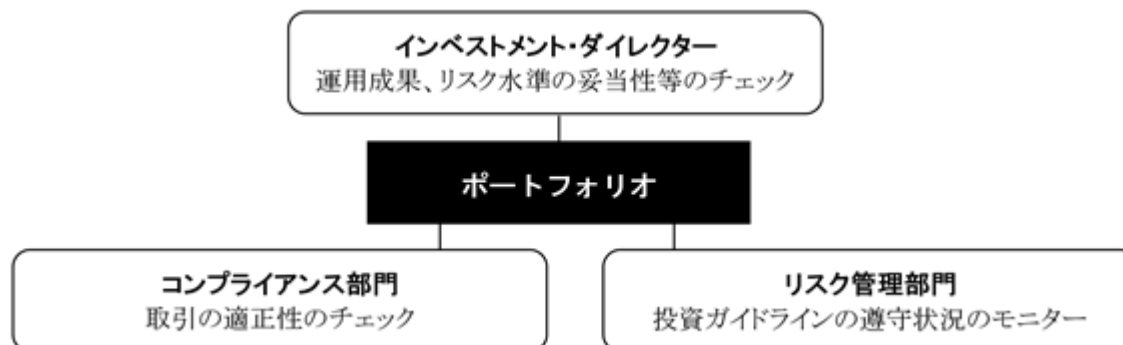 インベストメント・ダイレクター
運用成果、リスク水準の妥当性等のチェック
ポートフォリオ
コンプライアンス部門
取引の適正性のチェック
リスク管理部門
投資ガイドラインの遵守状況のモニター